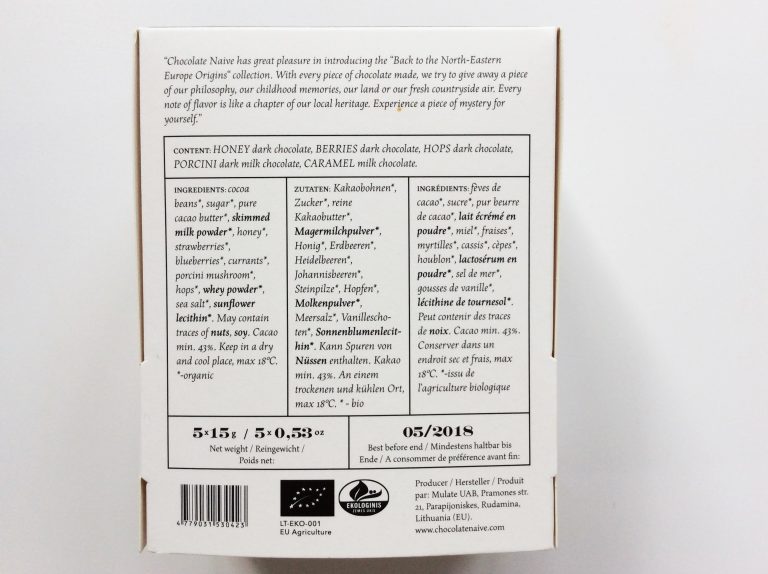 “Chocolate Naive has great pleasure in introducing the “Back to the North-Eastern
Europe Origins” collection. With every piece of chocolate made, we try to give away a piece
of our philosophy, our childhood memories, our land or our fresh countryside air. Every
note of flavor is like a chapter of our local heritage. Experience a piece of mystery for
yourself.”
CONTENT: HONEY dark chocolate, BERRIES dark chocolate, HOPS dark chocolate,
PORCINI dark milk chocolate, CARAMEL milk chocolate.
INGREDIENTS: cocoa
beans*, sugar*, pure
cacao butter*, skimmed
milk powder*, honey*,
strawberries*,
blueberries*, currants*,
porcini mushroom*,
hops*, whey powder*,
sea salt*, sunflower
lecithin*. May contain
traces of nuts, soy. Cacao
min. 43%. Keep in a dry
and cool place, max 18°C.
*-organic
ZUTATEN: Kakaobohnen*,
Zucker*, reine
Kakaobutter*,
Magermilchpulver*,
Honig*, Erdbeeren*,
Heidelbeeren*,
Johannisbeeren*,
Steinpilze*, Hopfen*,
Molkenpulver*,
Meersalz*, Vanillescho-
ten*, Sonnenblumenlecit-
hin*. Kann Spuren von
Nüssen enthalten. Kakao
min. 43%. An einem
trockenen und kühlen Ort,
max 18°C. * - bio
INGRÉDIENTS: fèves de
cacao*, sucre*, pur beurre
de cacao*, lait écrémé en
poudre*, miel*, fraises*,
myrtilles*, cassis*, cèpes*,
houblon*, lactosérum en
poudre*, sel de mer*,
gousses de vanille*,
lécithine de tournesol*.
Peut contenir des traces
de noix. Cacao min. 43%.
Conserver dans un
endroit sec et frais, max
18°C. *-issu de
l'agriculture biologique
5×15g / 5×0,53oz
Net weight / Reingewicht /
Poids net:
05/2018
Best before end / Mindestens haltbar bis
Ende / A consommer de préférence avant fin:
4 779031 530423
LT-EKO-001
EU Agriculture
EKOLOGINIS
ŽEMĖS ŪKIS
Producer / Hersteller / Produit
par: Mulate UAB, Pramones str.
21, Parapijoniskes, Rudamina,
Lithuania (EU).
www.chocolatenaive.com